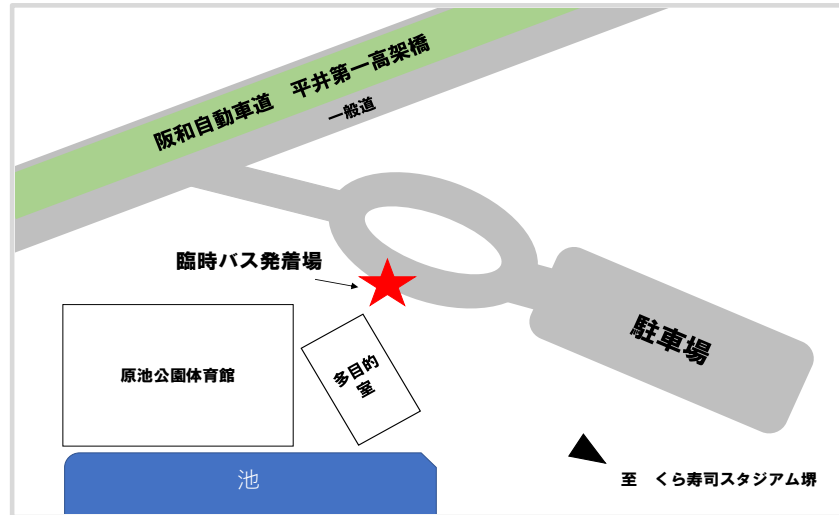 阪和自動車道　平井第一高架橋
一般道
臨時バス発着場
駐車場
原池公園体育館
多目的
室
池
至　くら寿司スタジアム堺